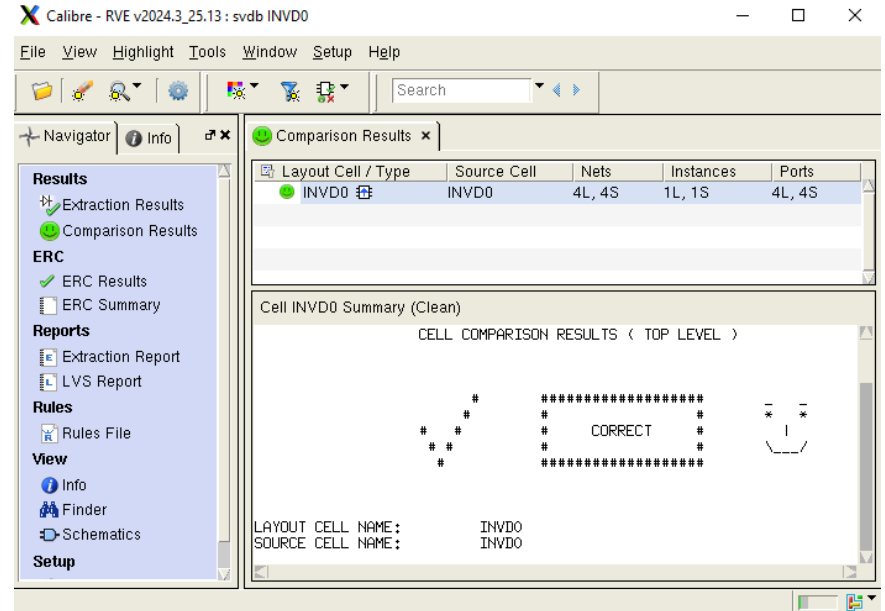 Calibre - RVE v2024.3_25.13 : svdb INVD0
File View Highlight Tools Window Setup Help
Search
Navigator Info
Comparison Results
Results
Extraction Results
Comparison Results
ERC
ERC Results
ERC Summary
Reports
Extraction Report
LVS Report
Rules
Rules File
View
Info
Finder
Schematics
Setup
Layout Cell / Type Source Cell Nets Instances Ports
INVD0 INVD0 4L, 4S 1L, 1S 4L, 4S
Cell INVD0 Summary (Clean)
CELL COMPARISON RESULTS ( TOP LEVEL )
# ################### _ _
# # # * *
# # # CORRECT # |
# # # # \___/
# ###################
LAYOUT CELL NAME: INVD0
SOURCE CELL NAME: INVD0